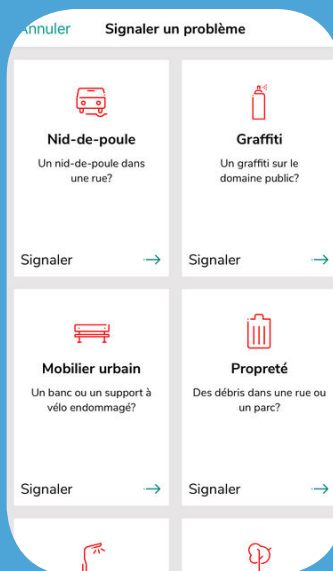 Annuler Signaler un problème
Nid-de-poule
Un nid-de-poule dans
une rue?
Signaler
Graffiti
Un graffiti sur le
domaine public?
Signaler
Mobilier urbain
Un banc ou un support à
vélo endommagé?
Signaler
Propreté
Des débris dans une rue ou
un parc?
Signaler